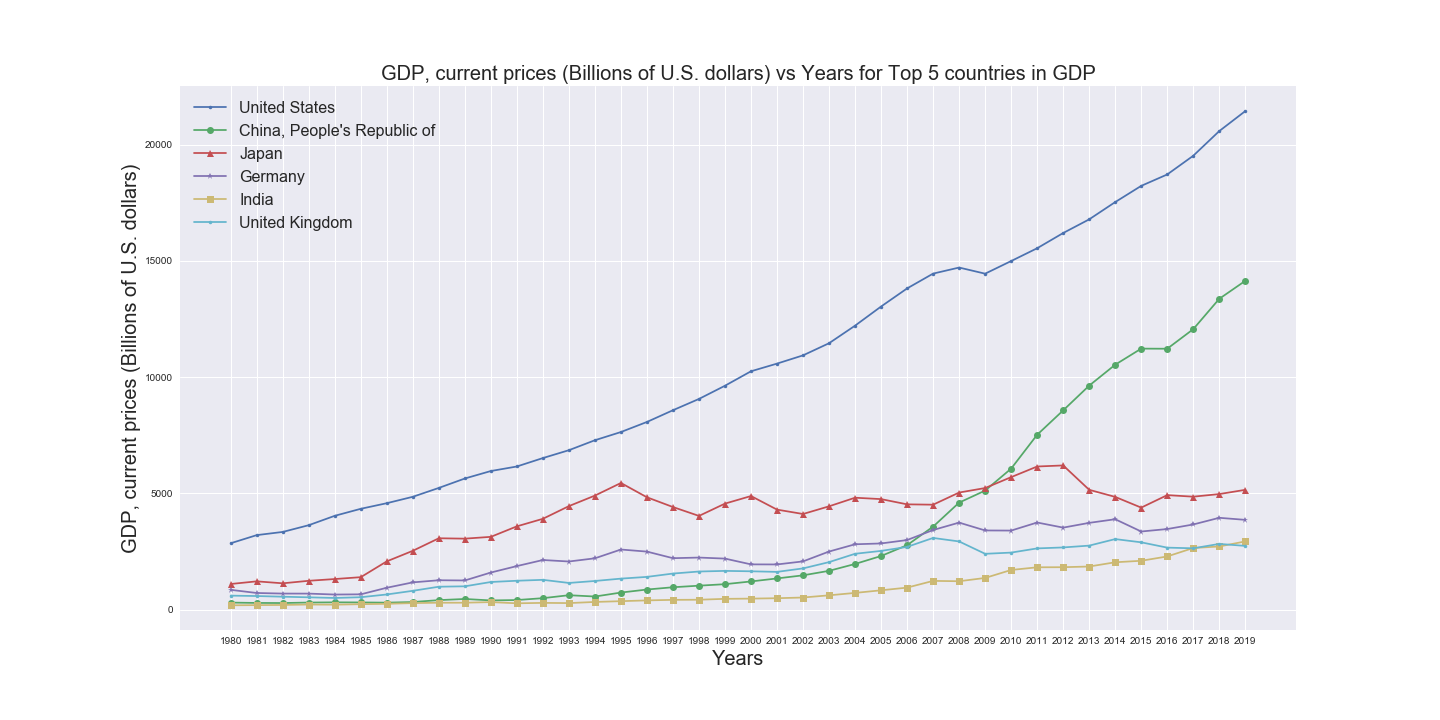 GDP, current prices (Billions of U.S. dollars) vs Years for Top 5 countries in GDP
United States
China, People's Republic of
Japan
Germany
India
United Kingdom
GDP, current prices (Billions of U.S. dollars)
20000
15000
10000
5000
0
1980 1981 1982 1983 1984 1985 1986 1987 1988 1989 1990 1991 1992 1993 1994 1995 1996 1997 1998 1999 2000 2001 2002 2003 2004 2005 2006 2007 2008 2009 2010 2011 2012 2013 2014 2015 2016 2017 2018 2019
Years